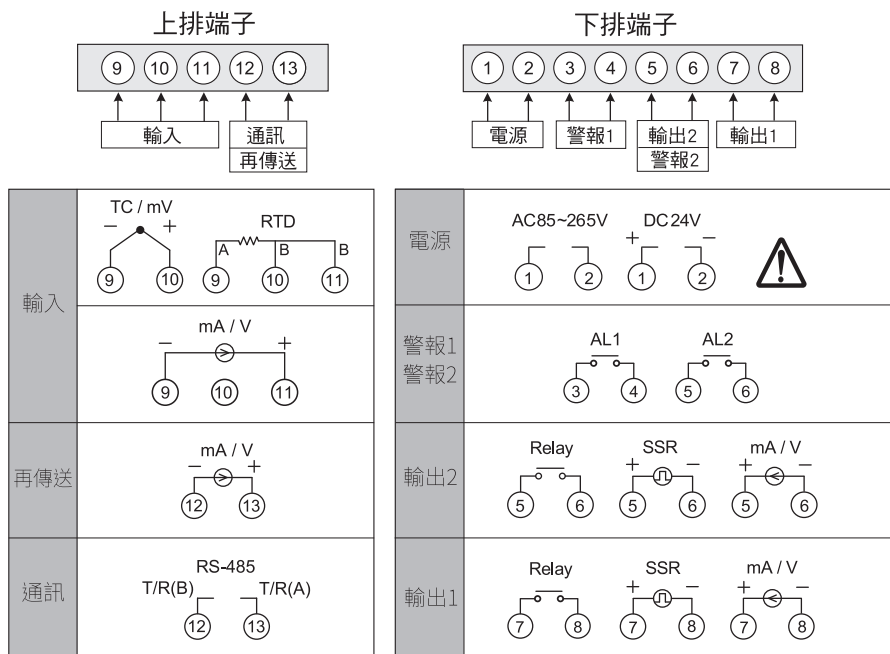 上排端子
9 10 11 12 13
輸入
通訊
再傳送
輸入
TC / mV
- +
9 10
RTD
A B B
9 10 11
mA / V
- +
9 10 11
再傳送
mA / V
- +
12 13
通訊
RS-485
T/R(B) T/R(A)
12 13
下排端子
1 2 3 4 5 6 7 8
電源
警報1
輸出2
警報2
輸出1
電源
AC85~265V
1 2
DC24V
+ -
1 2
!
警報1
警報2
AL1
3 4
AL2
5 6
輸出2
Relay
5 6
SSR
+ -
5 6
mA / V
+ -
5 6
輸出1
Relay
7 8
SSR
+ -
7 8
mA / V
+ -
7 8